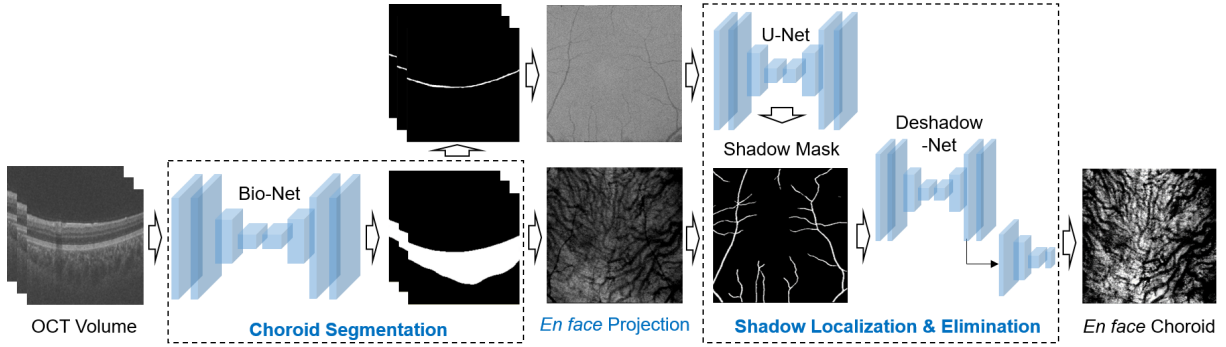 U-Net
Bio-Net
Shadow Mask
Deshadow
-Net
OCT Volume
Choroid Segmentation
En face Projection
Shadow Localization & Elimination
En face Choroid